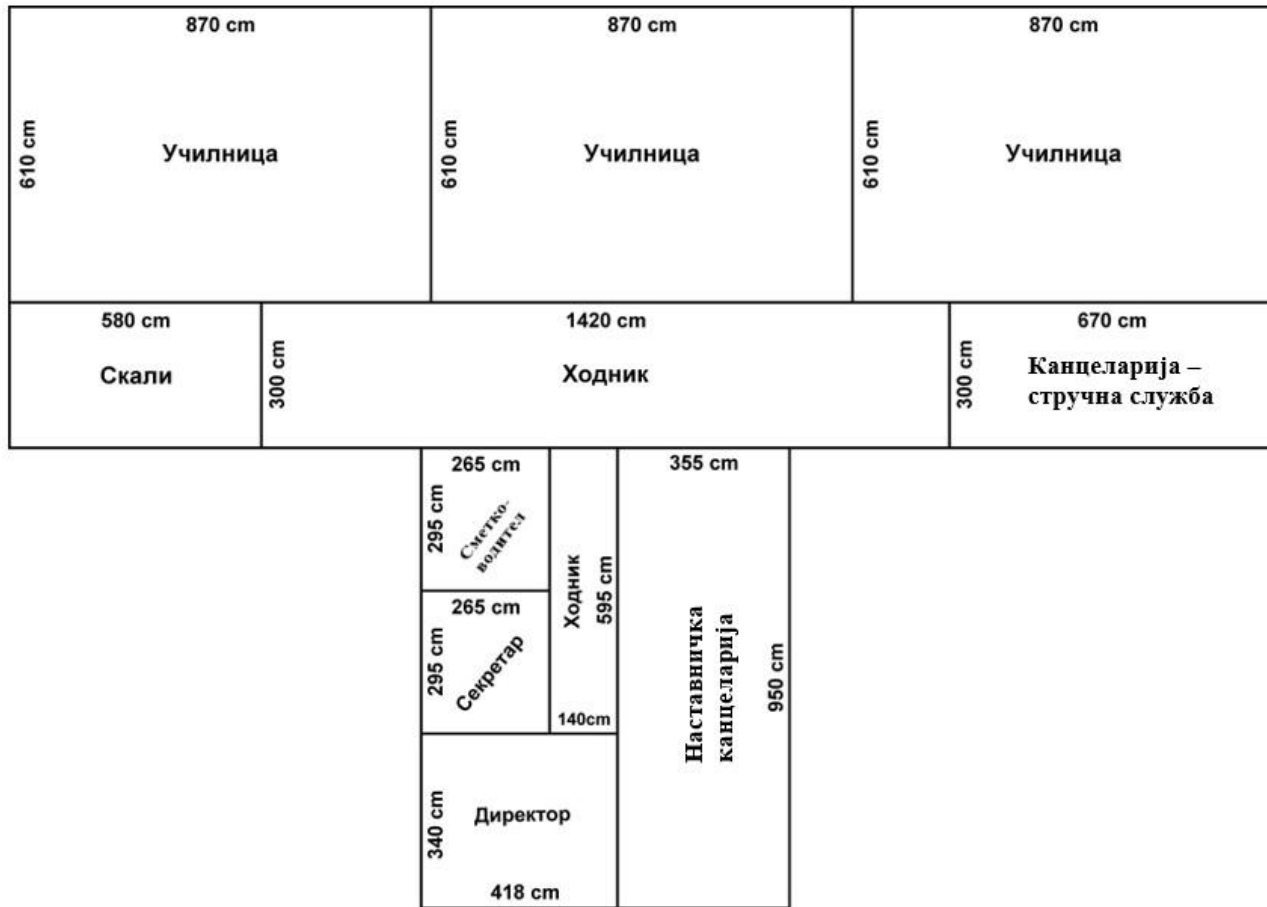 870 cm
870 cm
870 cm
610 cm
Училница
610 cm
Училница
610 cm
Училница
580 cm
1420 cm
670 cm
Скали
300 cm
Ходник
300 cm
Канцеларија –
стручна служба
265 cm
355 cm
295 cm
Сметко-
водител
Ходник
595 cm
265 cm
295 cm
Секретар
140cm
Наставничка
канцеларија
950 cm
340 cm
Директор
418 cm